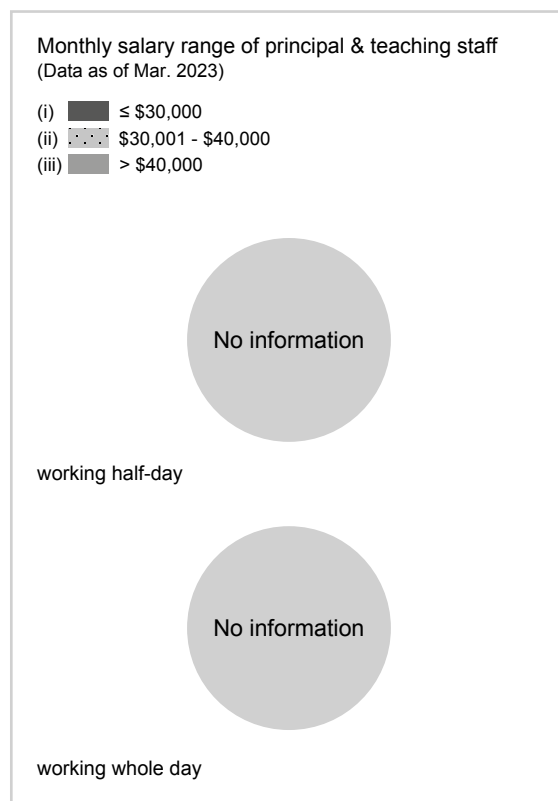 Monthly salary range of principal & teaching staff
(Data as of Mar. 2023)
(i) ≤ $30,000
(ii) $30,001 - $40,000
(iii) > $40,000
No information
working half-day
No information
working whole day